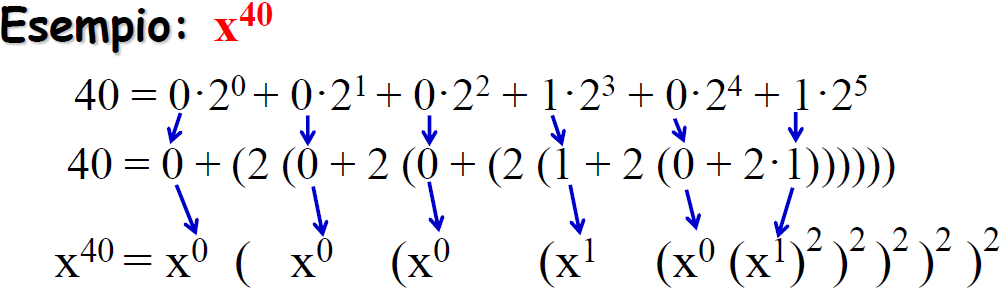 Esempio: x⁴⁰
40 = 0·2⁰ + 0·2¹ + 0·2² + 1·2³ + 0·2⁴ + 1·2⁵
40 = 0 + (2 (0 + 2 (0 + (2 (1 + 2 (0 + 2·1))))))
x⁴⁰ = x⁰ ( x⁰ (x⁰ (x¹ (x⁰ (x¹)² )² )² )² )²